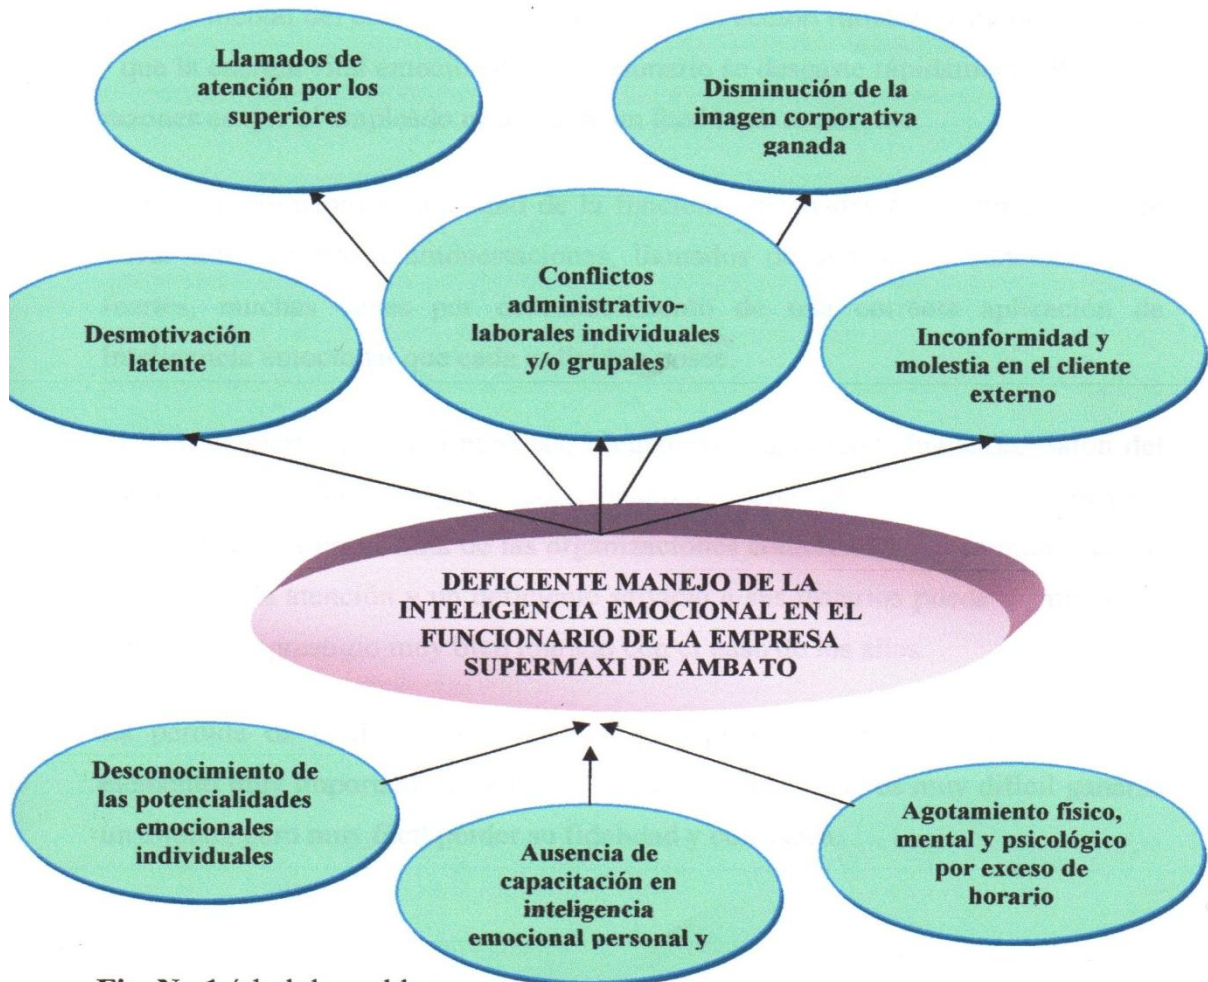 Llamados de
atención por los
superiores
Disminución de la
imagen corporativa
ganada
Desmotivación
latente
Conflictos
administrativo-
laborales individuales
y/o grupales
Inconformidad y
molestia en el cliente
externo
DEFICIENTE MANEJO DE LA
INTELIGENCIA EMOCIONAL EN EL
FUNCIONARIO DE LA EMPRESA
SUPERMAXI DE AMBATO
Desconocimiento de
las potencialidades
emocionales
individuales
Ausencia de
capacitación en
inteligencia
emocional personal y
Agotamiento físico,
mental y psicológico
por exceso de
horario